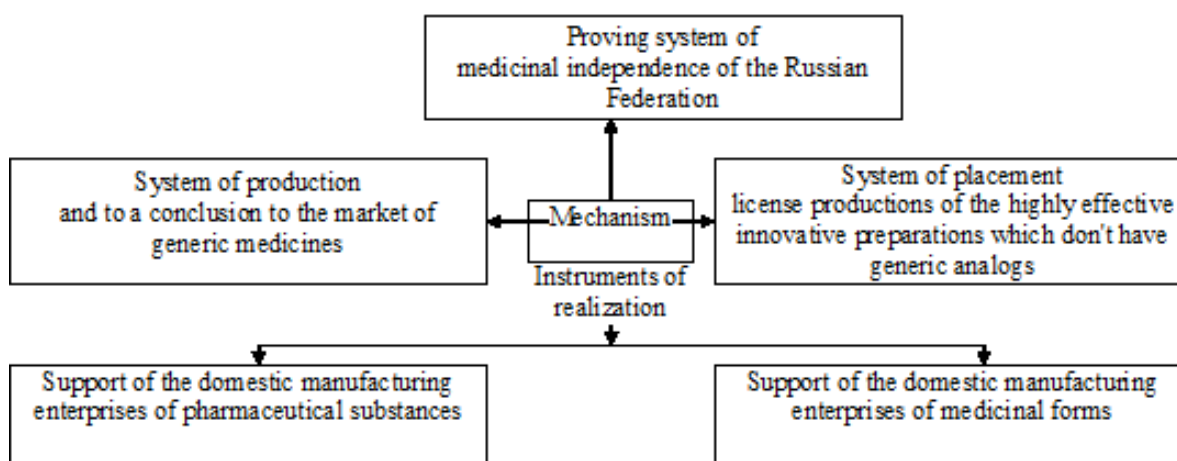 Proving system of
medicinal independence of the Russian
Federation
System of production
and to a conclusion to the market of
generic medicines
Mechanism
System of placement
license productions of the highly effective
innovative preparations which don't have
generic analogs
Instruments of
realization
Support of the domestic manufacturing
enterprises of pharmaceutical substances
Support of the domestic manufacturing
enterprises of medicinal forms